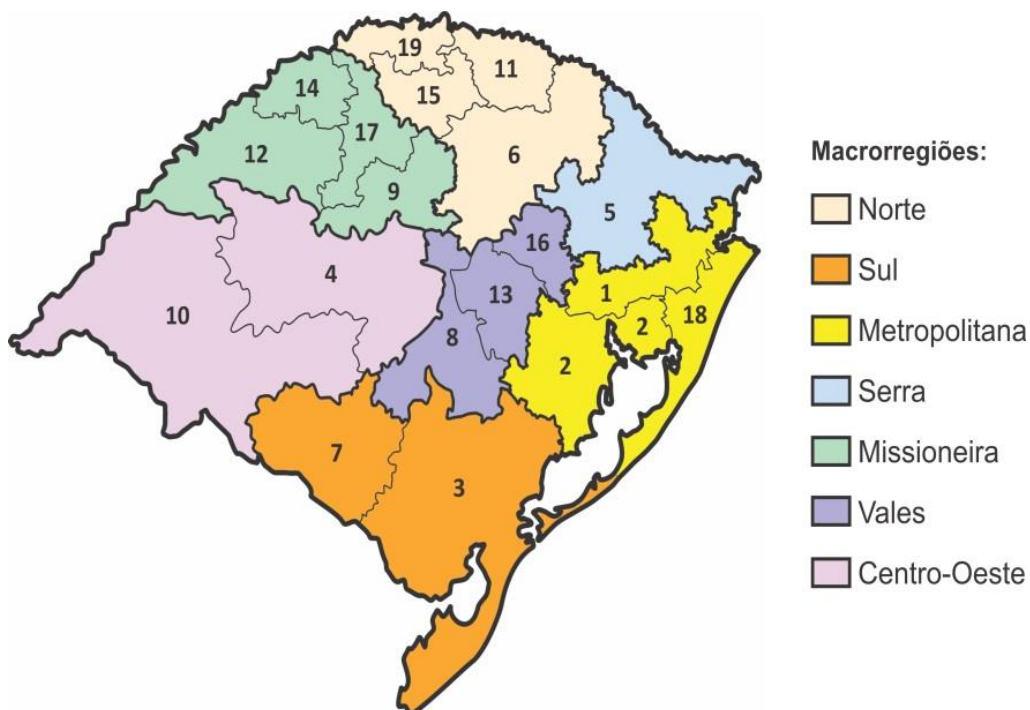 19
11
14
15
17
12
6
9
5
16
4
1
13
10
18
2
8
2
7
3
Macrorregiões:
Norte
Sul
Metropolitana
Serra
Missioneira
Vales
Centro-Oeste